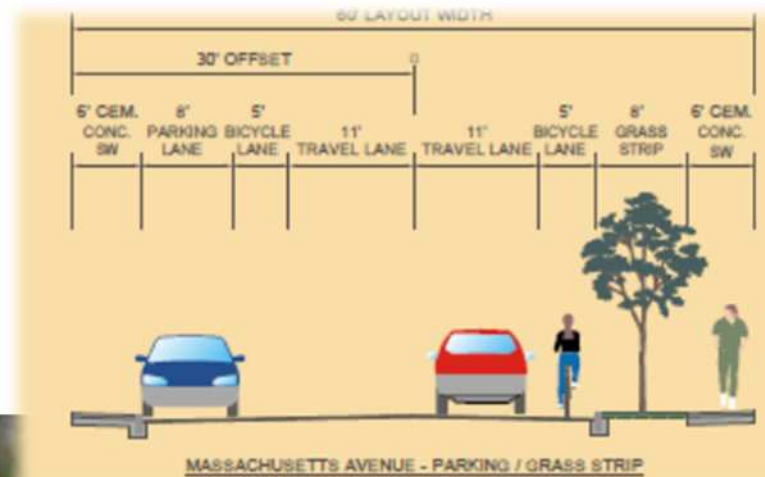 60' LAYOUT WIDTH
30' OFFSET
6' CEM. CONC. SW
8' PARKING LANE
5' BICYCLE LANE
11' TRAVEL LANE
11' TRAVEL LANE
5' BICYCLE LANE
8' GRASS STRIP
6' CEM. CONC. SW
MASSACHUSETTS AVENUE - PARKING / GRASS STRIP